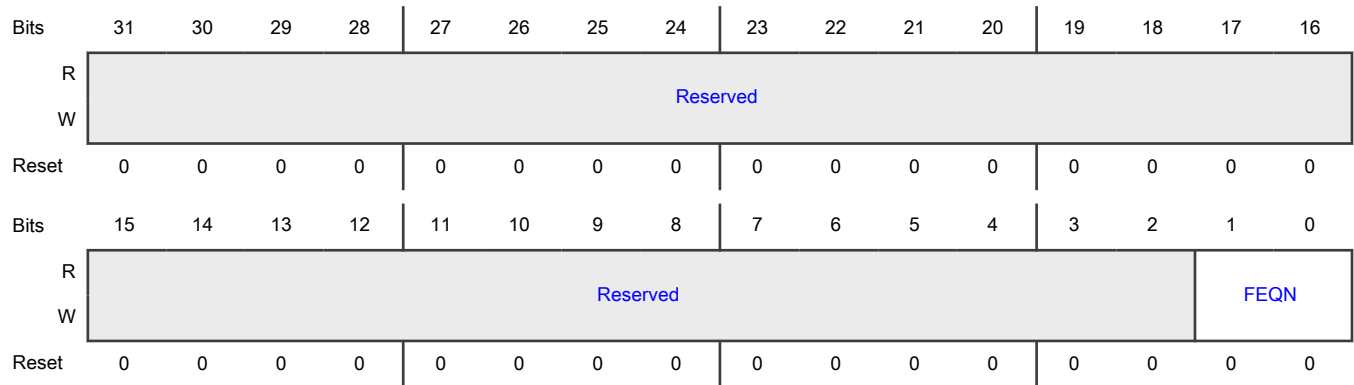 Bits 31 30 29 28 27 26 25 24 23 22 21 20 19 18 17 16
R
Reserved
W
Reset 0 0 0 0 0 0 0 0 0 0 0 0 0 0 0 0
Bits 15 14 13 12 11 10 9 8 7 6 5 4 3 2 1 0
R
Reserved FEQN
W
Reset 0 0 0 0 0 0 0 0 0 0 0 0 0 0 0 0